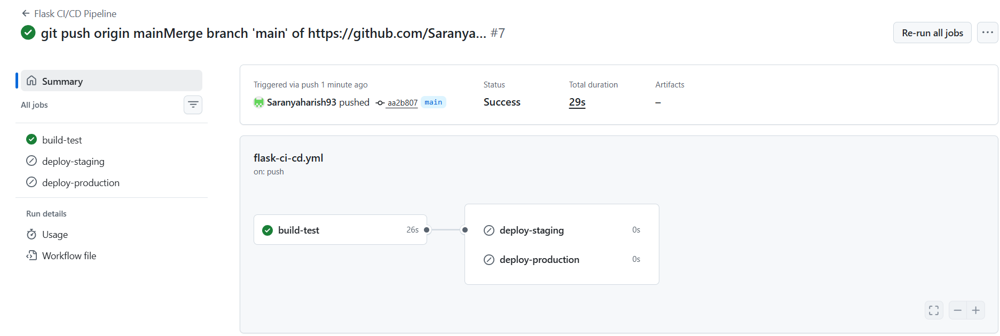 Flask CI/CD Pipeline
git push origin mainMerge branch 'main' of https://github.com/Saranya... #7
Re-run all jobs
Summary
All jobs
build-test
deploy-staging
deploy-production
Run details
Usage
Workflow file
Triggered via push 1 minute ago
Saranyaharish93 pushed aa2b807 main
Status
Success
Total duration
29s
Artifacts
–
flask-ci-cd.yml
on: push
build-test 26s
deploy-staging 0s
deploy-production 0s